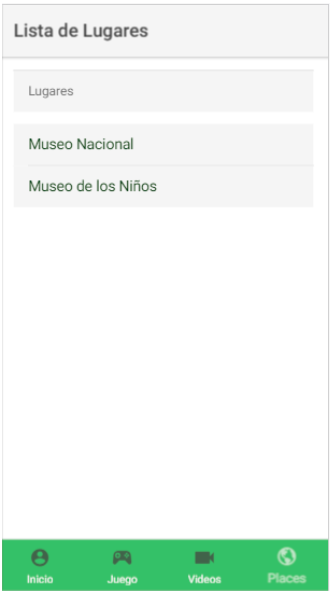 Lista de Lugares
Lugares
Museo Nacional
Museo de los Niños
Inicio
Juego
Videos
Places